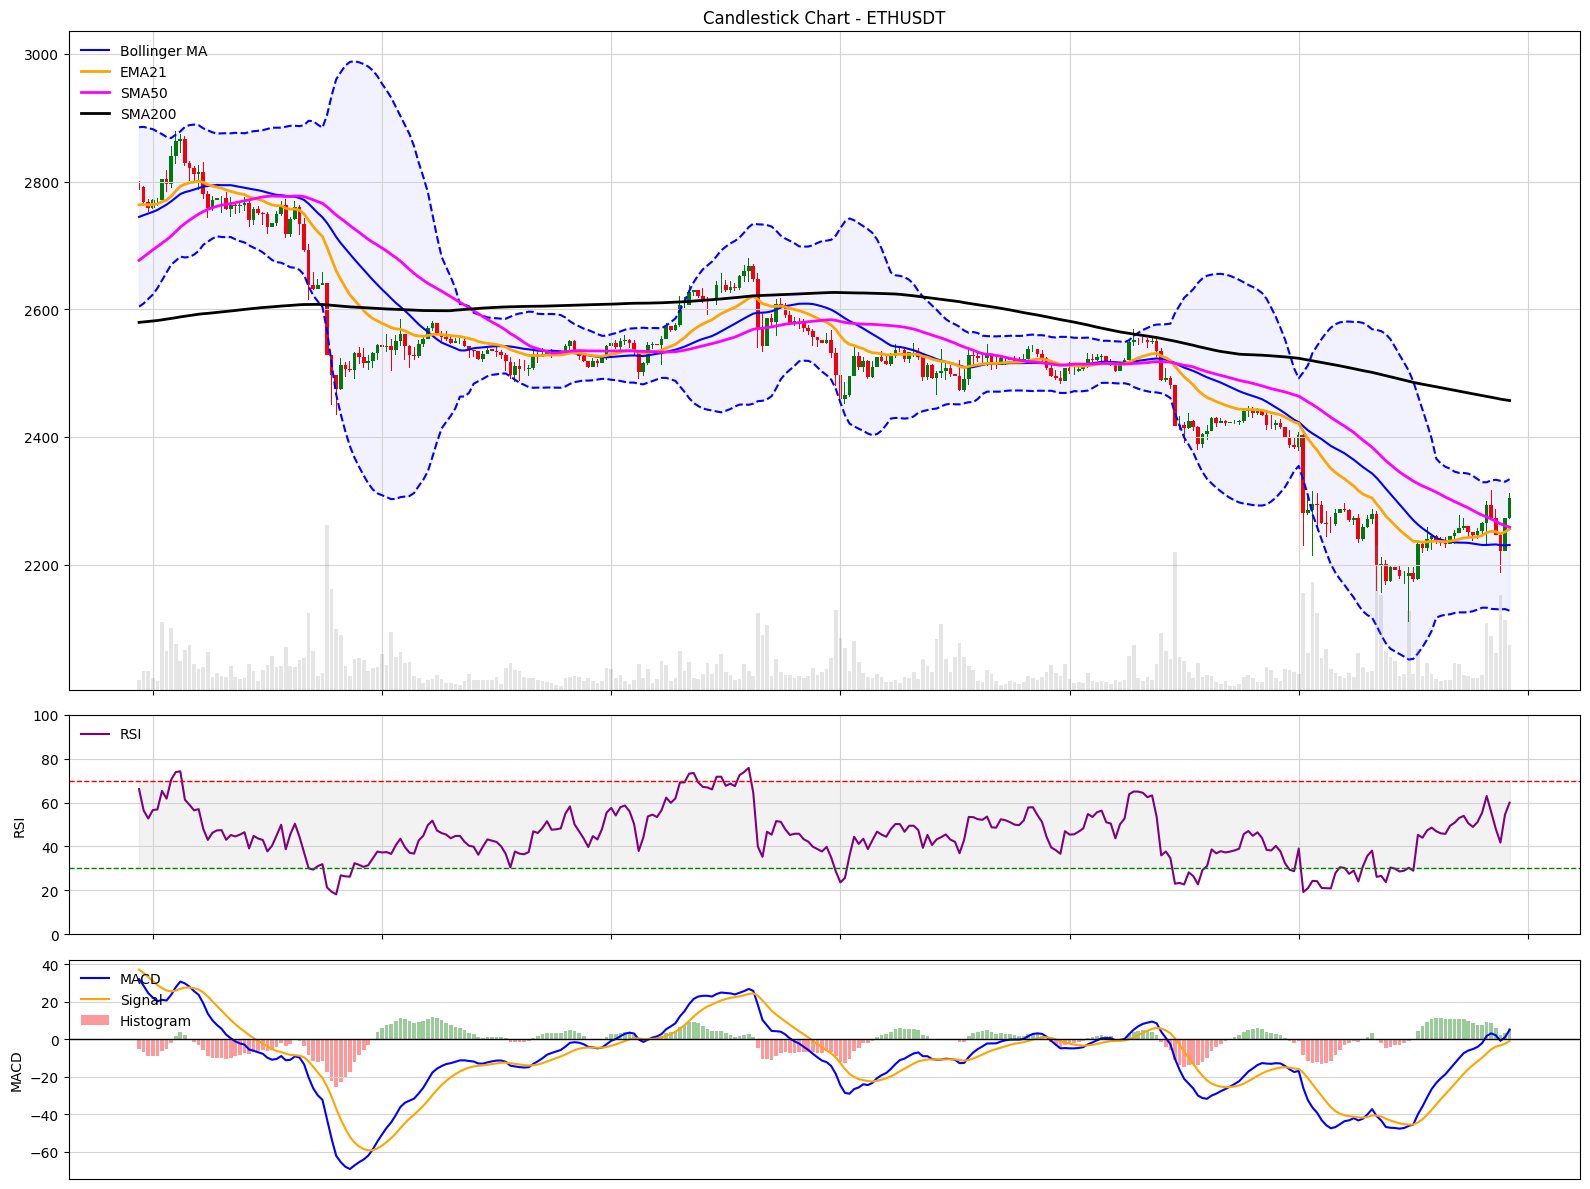 Candlestick Chart - ETHUSDT
3000
2800
2600
2400
2200
Bollinger MA
EMA21
SMA50
SMA200
100
80
60
40
20
0
RSI
RSI
40
20
0
−20
−40
−60
MACD
MACD
Signal
Histogram